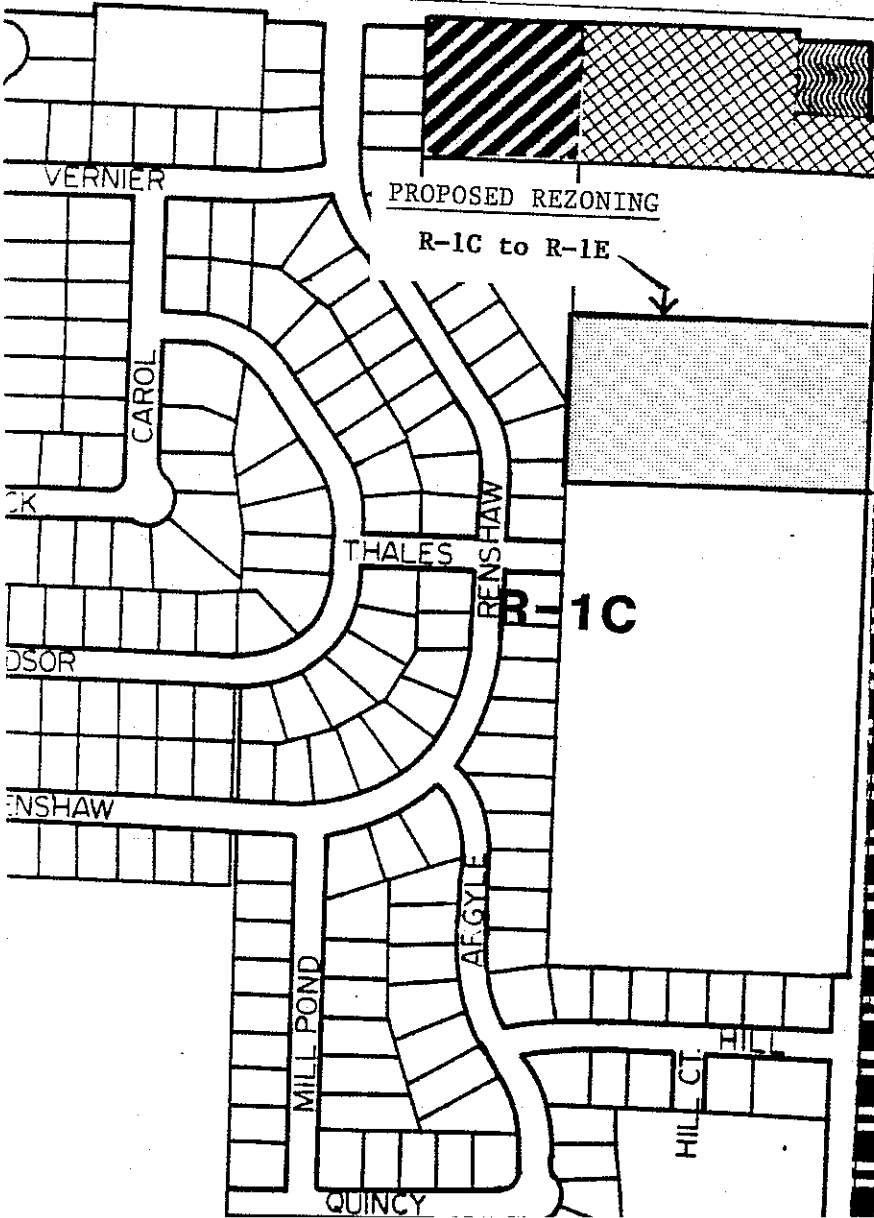 VERNIER
PROPOSED REZONING
R-1C to R-1E
CAROL
CK
THALES
RENSHAW
R-1C
DSOR
ENSHAW
ARGYLE
MILL POND
HILL
HILL CT.
QUINCY